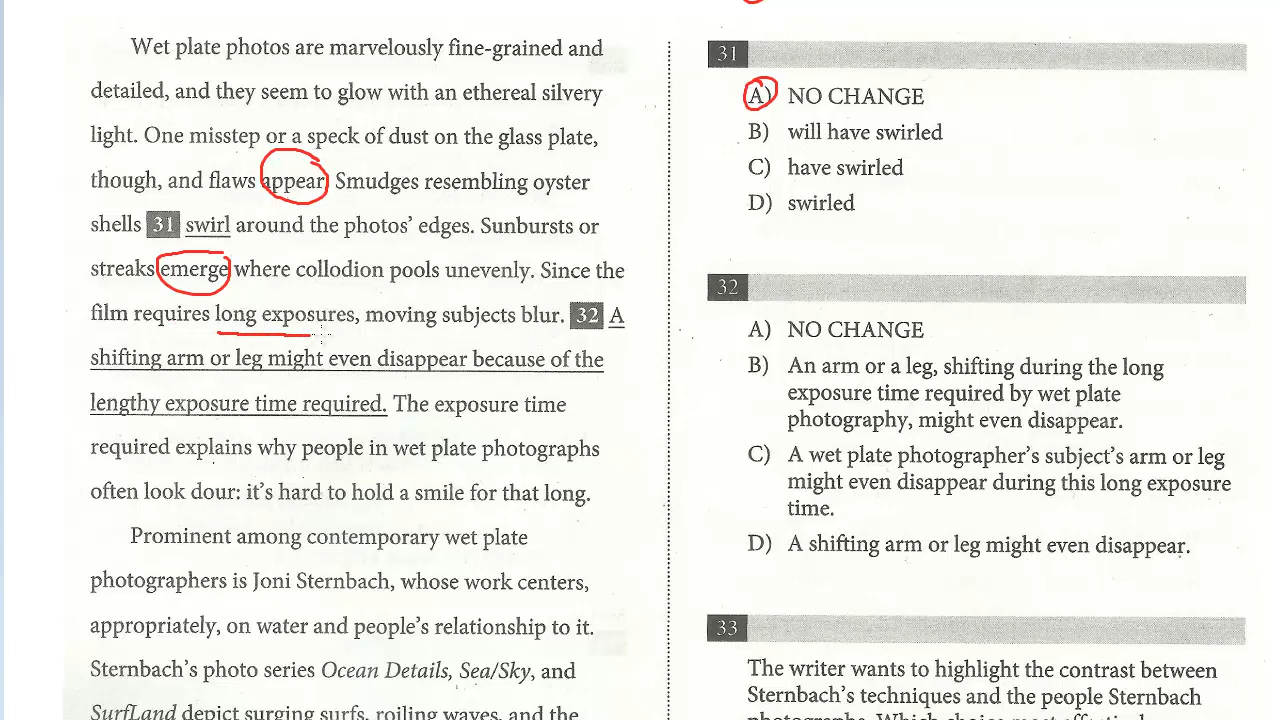 Wet plate photos are marvelously fine-grained and
detailed, and they seem to glow with an ethereal silvery
light. One misstep or a speck of dust on the glass plate,
though, and flaws appear. Smudges resembling oyster
shells 31 swirl around the photos' edges. Sunbursts or
streaks emerge where collodion pools unevenly. Since the
film requires long exposures, moving subjects blur. 32 A
shifting arm or leg might even disappear because of the
lengthy exposure time required. The exposure time
required explains why people in wet plate photographs
often look dour: it's hard to hold a smile for that long.
Prominent among contemporary wet plate
photographers is Joni Sternbach, whose work centers,
appropriately, on water and people's relationship to it.
Sternbach's photo series Ocean Details, Sea/Sky, and
SurfLand depict surging surfs, roiling waves, and the
31
A) NO CHANGE
B) will have swirled
C) have swirled
D) swirled
32
A) NO CHANGE
B) An arm or a leg, shifting during the long
exposure time required by wet plate
photography, might even disappear.
C) A wet plate photographer's subject's arm or leg
might even disappear during this long exposure
time.
D) A shifting arm or leg might even disappear.
33
The writer wants to highlight the contrast between
Sternbach's techniques and the people Sternbach
photographs. Which choice most effectively